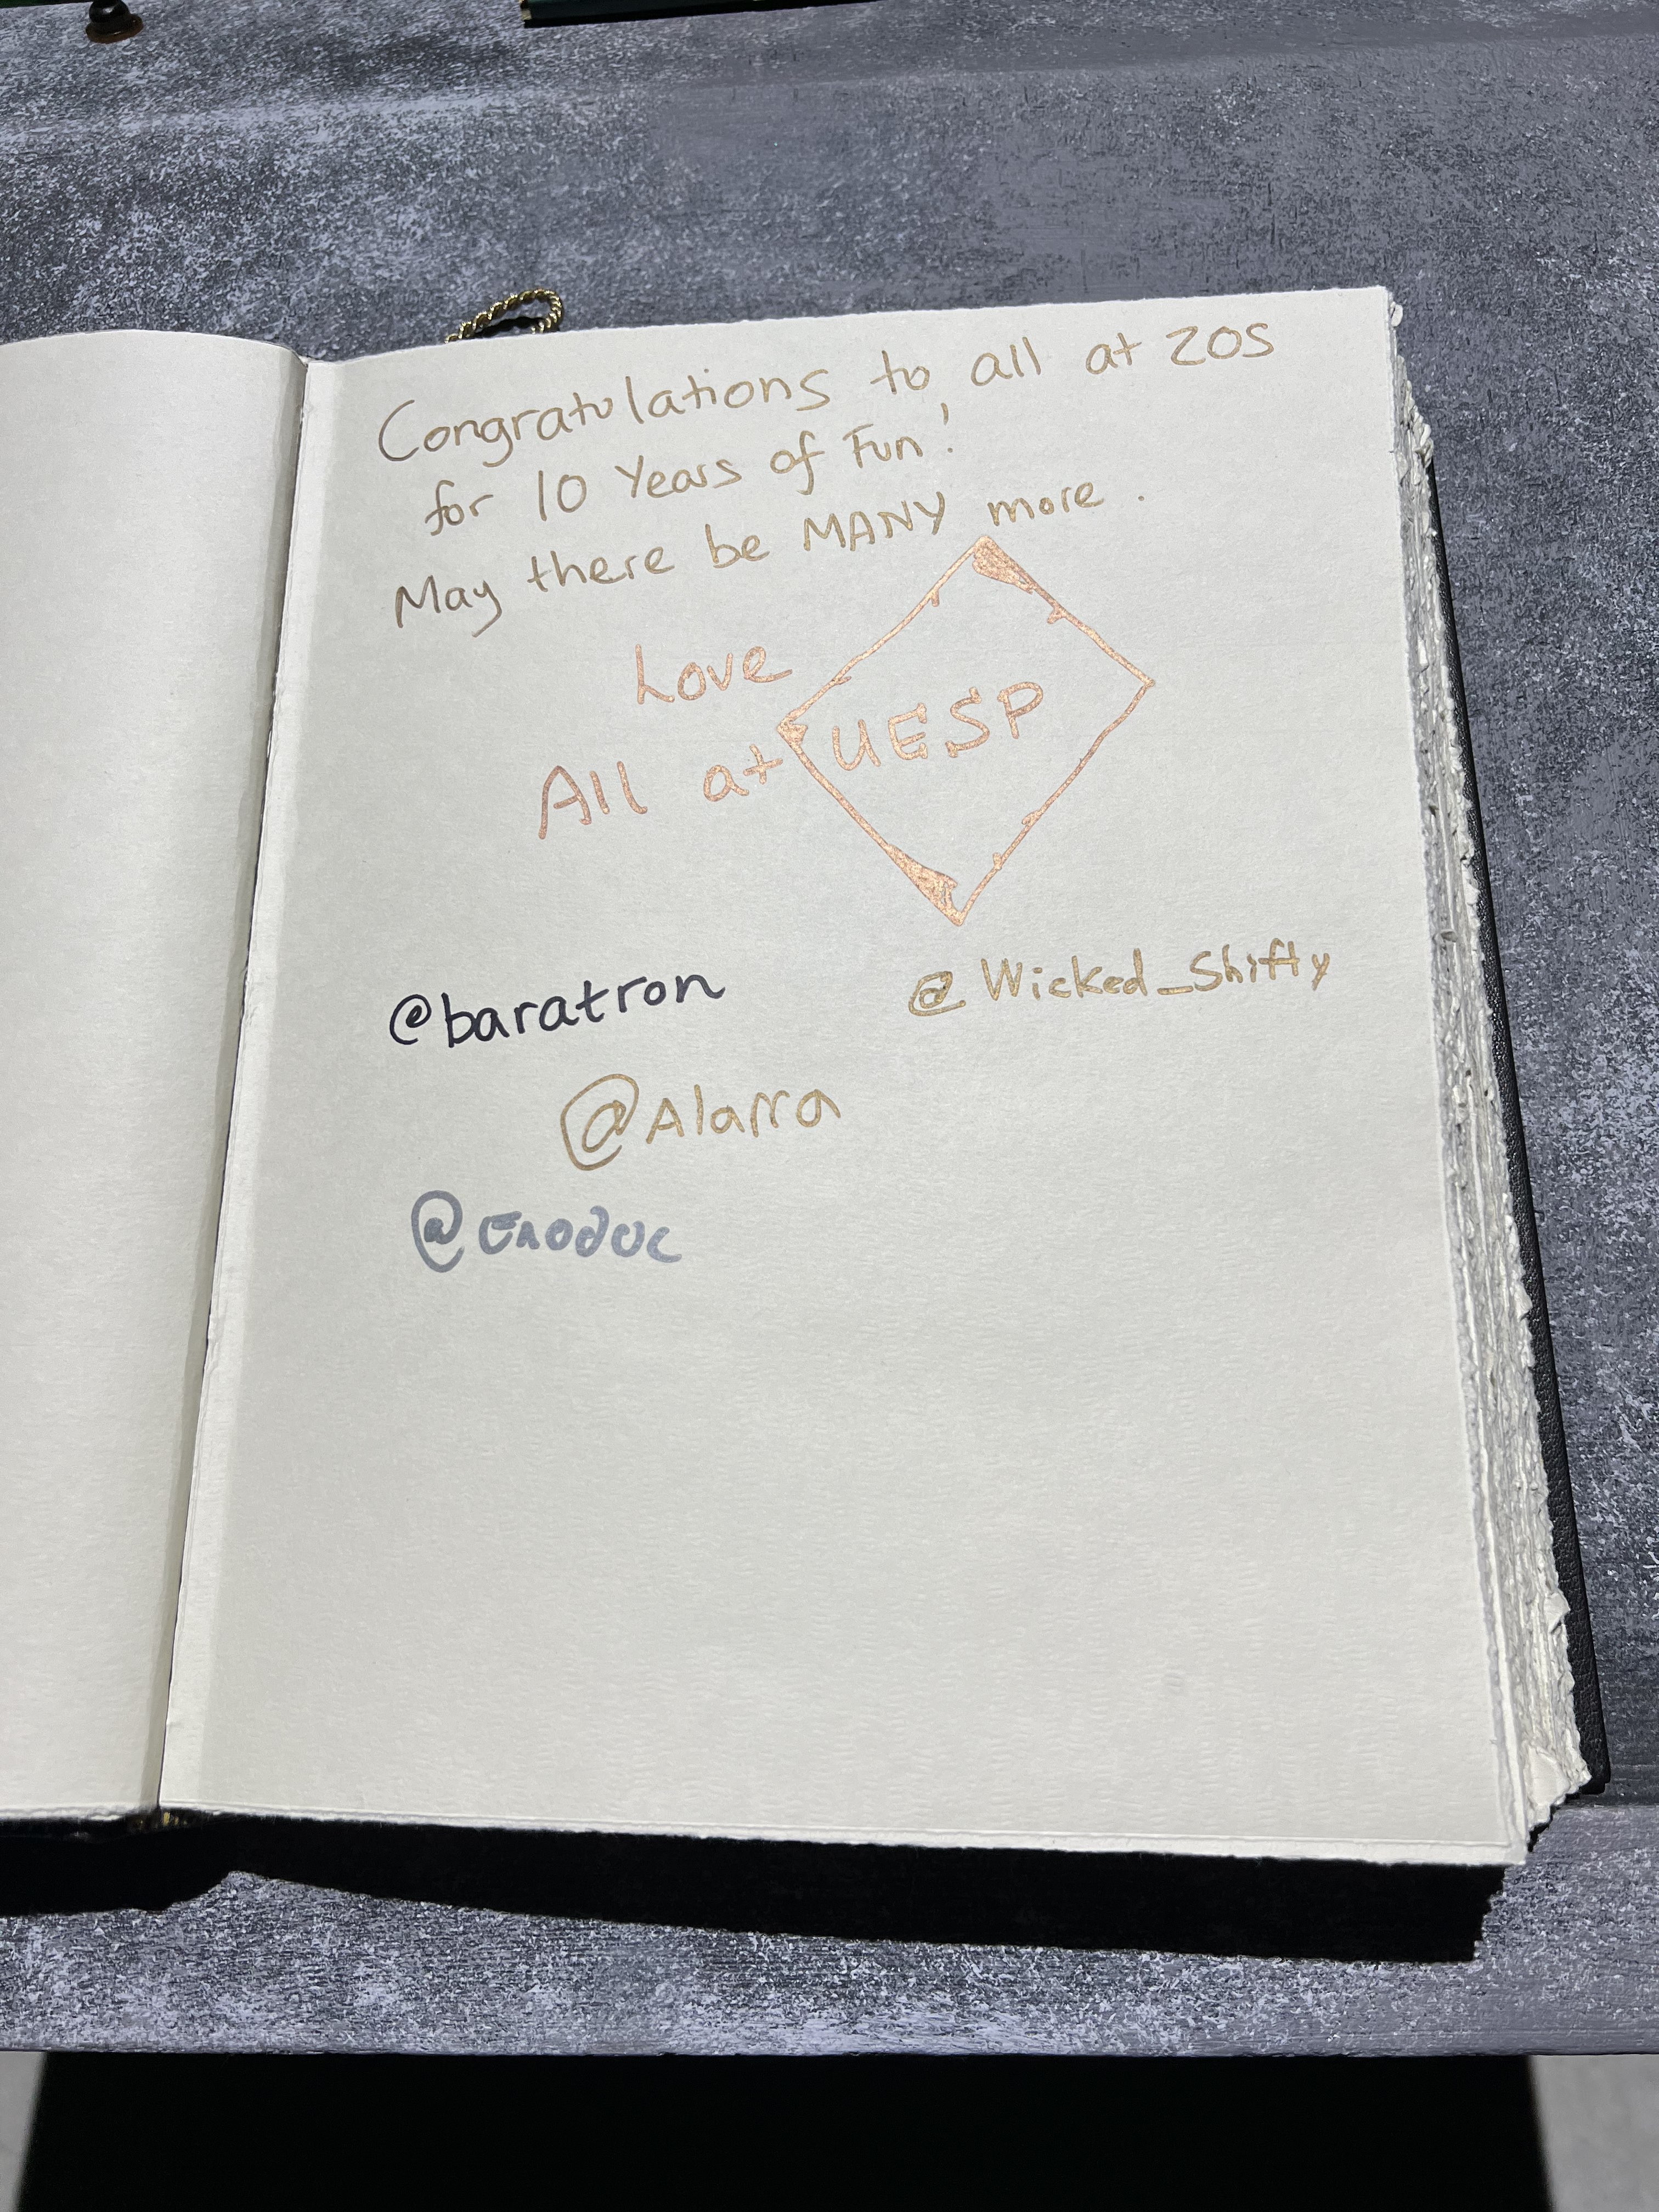 Congratulations to all at ZOS
for 10 Years of Fun!
May there be MANY more.
Love
All at UESP
@baratron
@Wicked_Shifty
@Alarra